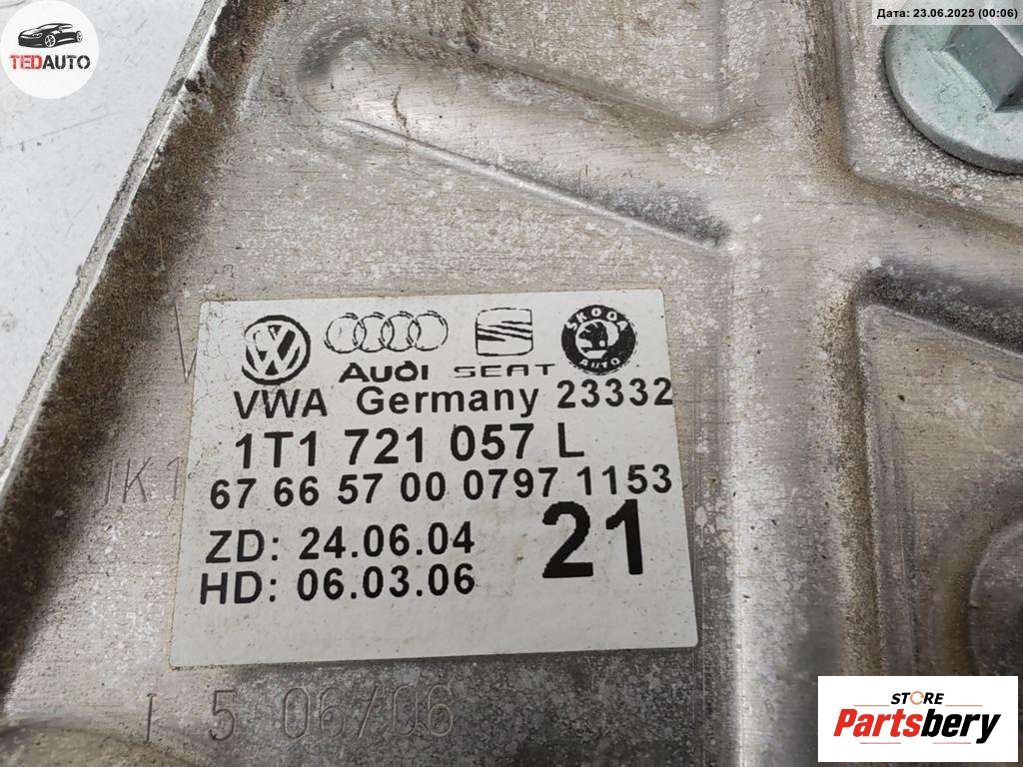 Дата: 23.06.2025 (00:06)
TEDAUTO
ŠKODA
AUTO
Audi SEAT
VWA Germany 23332
1T1 721 057 L
67 66 57 00 0797 1153
ZD: 24.06.04
21
HD: 06.03.06
5 06/06
STORE
Partsbery